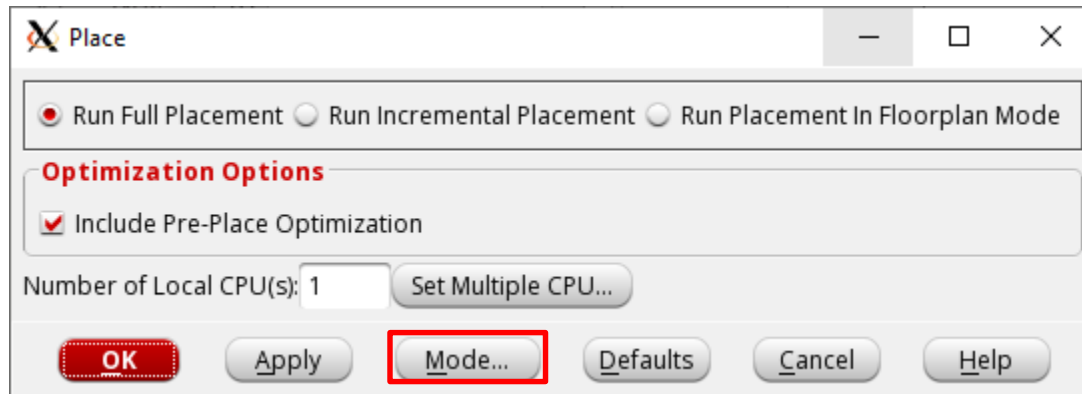 Place
Run Full Placement Run Incremental Placement Run Placement In Floorplan Mode
Optimization Options
Include Pre-Place Optimization
Number of Local CPU(s): 1 Set Multiple CPU...
OK Apply Mode... Defaults Cancel Help